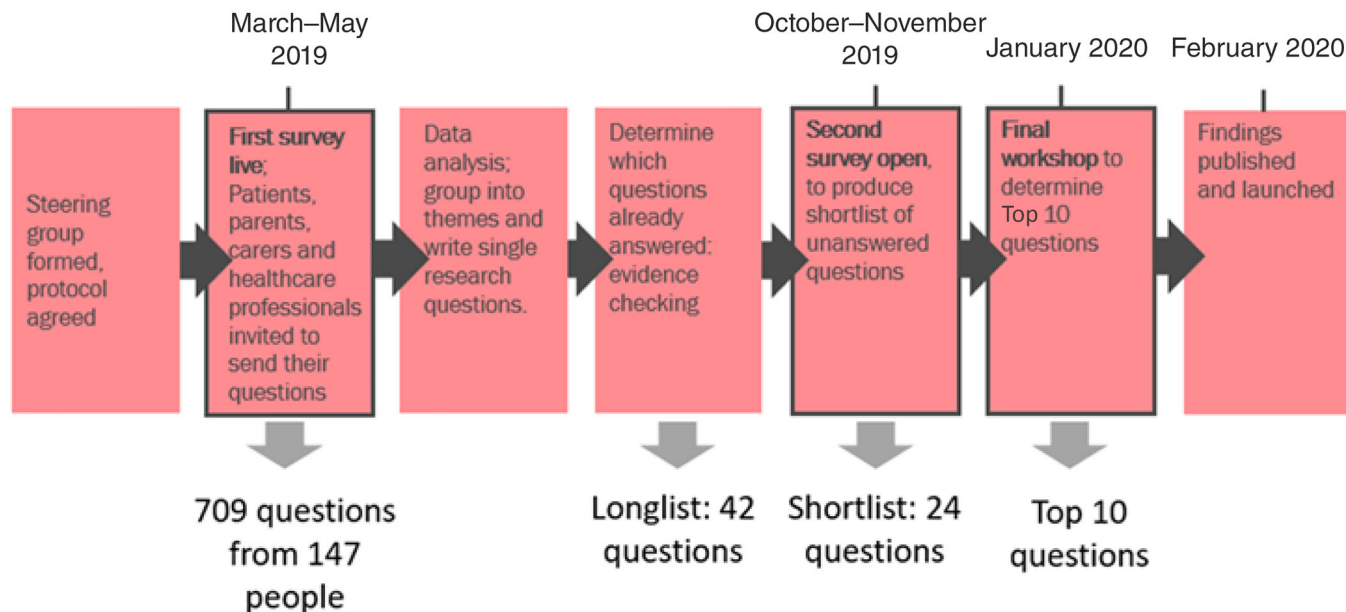 March–May
2019
October–November
2019
January 2020
February 2020
Steering
group
formed,
protocol
agreed
First survey
live;
Patients,
parents,
carers and
healthcare
professionals
invited to
send their
questions
Data
analysis;
group into
themes and
write single
research
questions.
Determine
which
questions
already
answered:
evidence
checking
Second
survey open,
to produce
shortlist of
unanswered
questions
Final
workshop to
determine
Top 10
questions
Findings
published
and launched
709 questions
from 147
people
Longlist: 42
questions
Shortlist: 24
questions
Top 10
questions